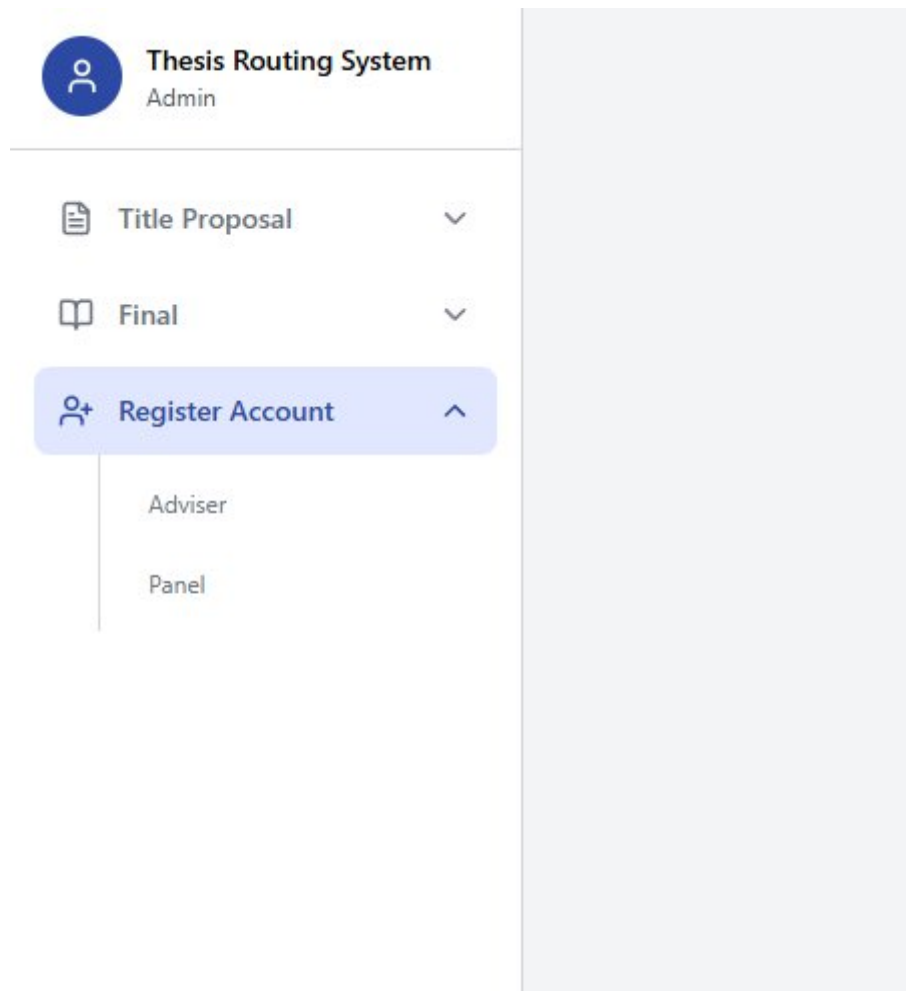 Thesis Routing System
Admin
Title Proposal
Final
Register Account
Adviser
Panel